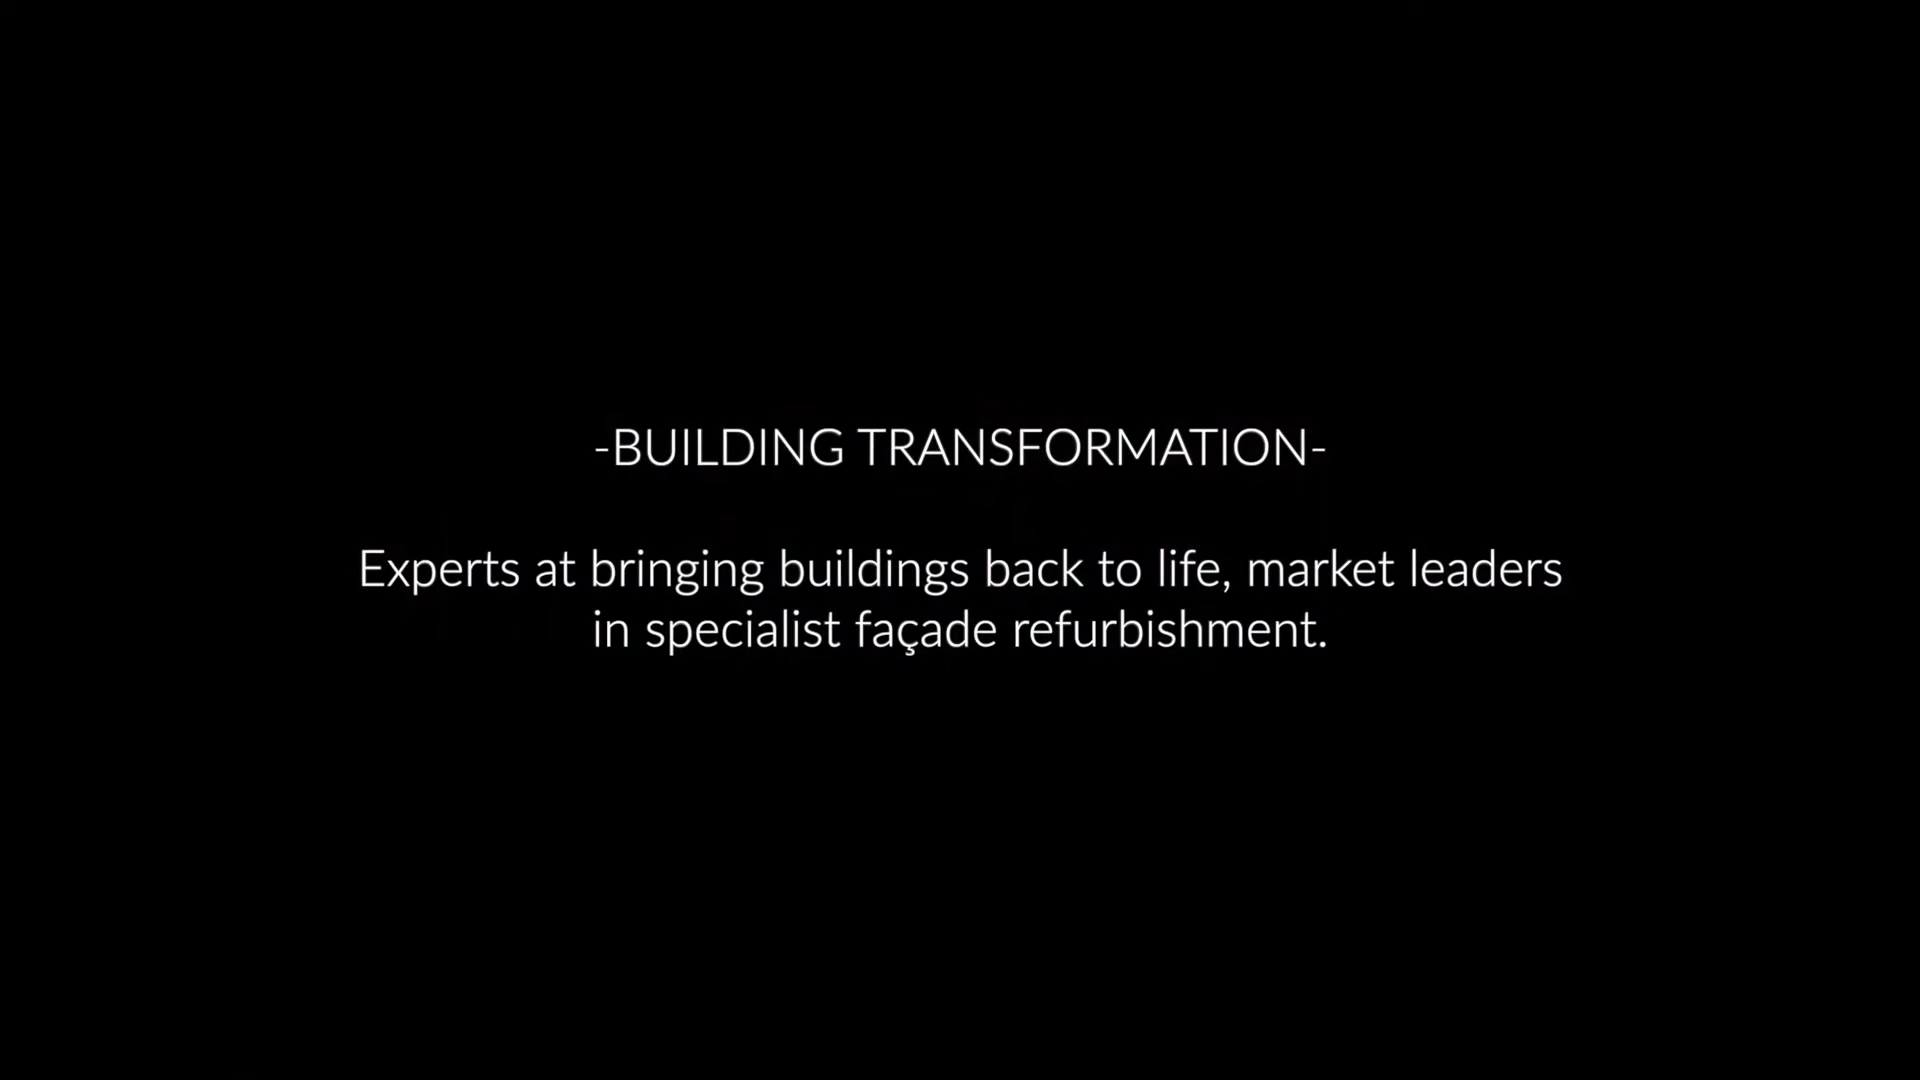 -BUILDING TRANSFORMATION-
Experts at bringing buildings back to life, market leaders
in specialist façade refurbishment.